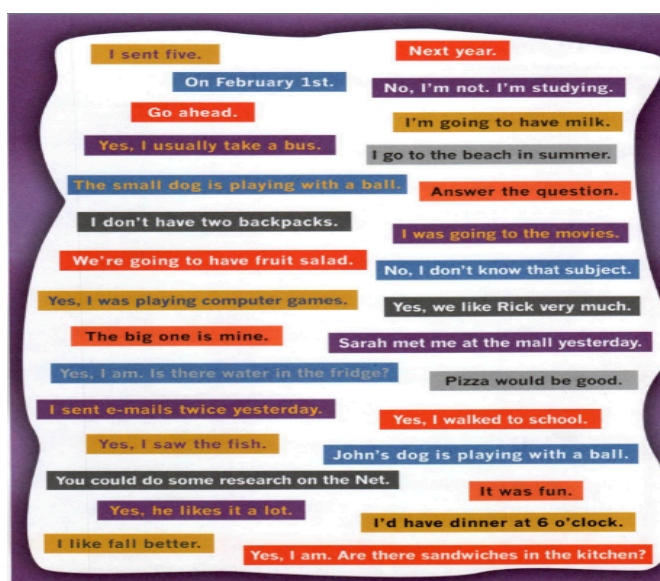 I sent five.
Next year.
On February 1st.
No, I'm not. I'm studying.
Go ahead.
I'm going to have milk.
Yes, I usually take a bus.
I go to the beach in summer.
The small dog is playing with a ball.
Answer the question.
I don't have two backpacks.
I was going to the movies.
We're going to have fruit salad.
No, I don't know that subject.
Yes, I was playing computer games.
Yes, we like Rick very much.
The big one is mine.
Sarah met me at the mall yesterday.
Yes, I am. Is there water in the fridge?
Pizza would be good.
I sent e-mails twice yesterday.
Yes, I walked to school.
Yes, I saw the fish.
John's dog is playing with a ball.
You could do some research on the Net.
It was fun.
Yes, he likes it a lot.
I'd have dinner at 6 o'clock.
I like fall better.
Yes, I am. Are there sandwiches in the kitchen?